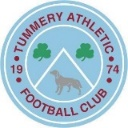 TUMMERY ATHLETIC
19 74
FOOTBALL CLUB